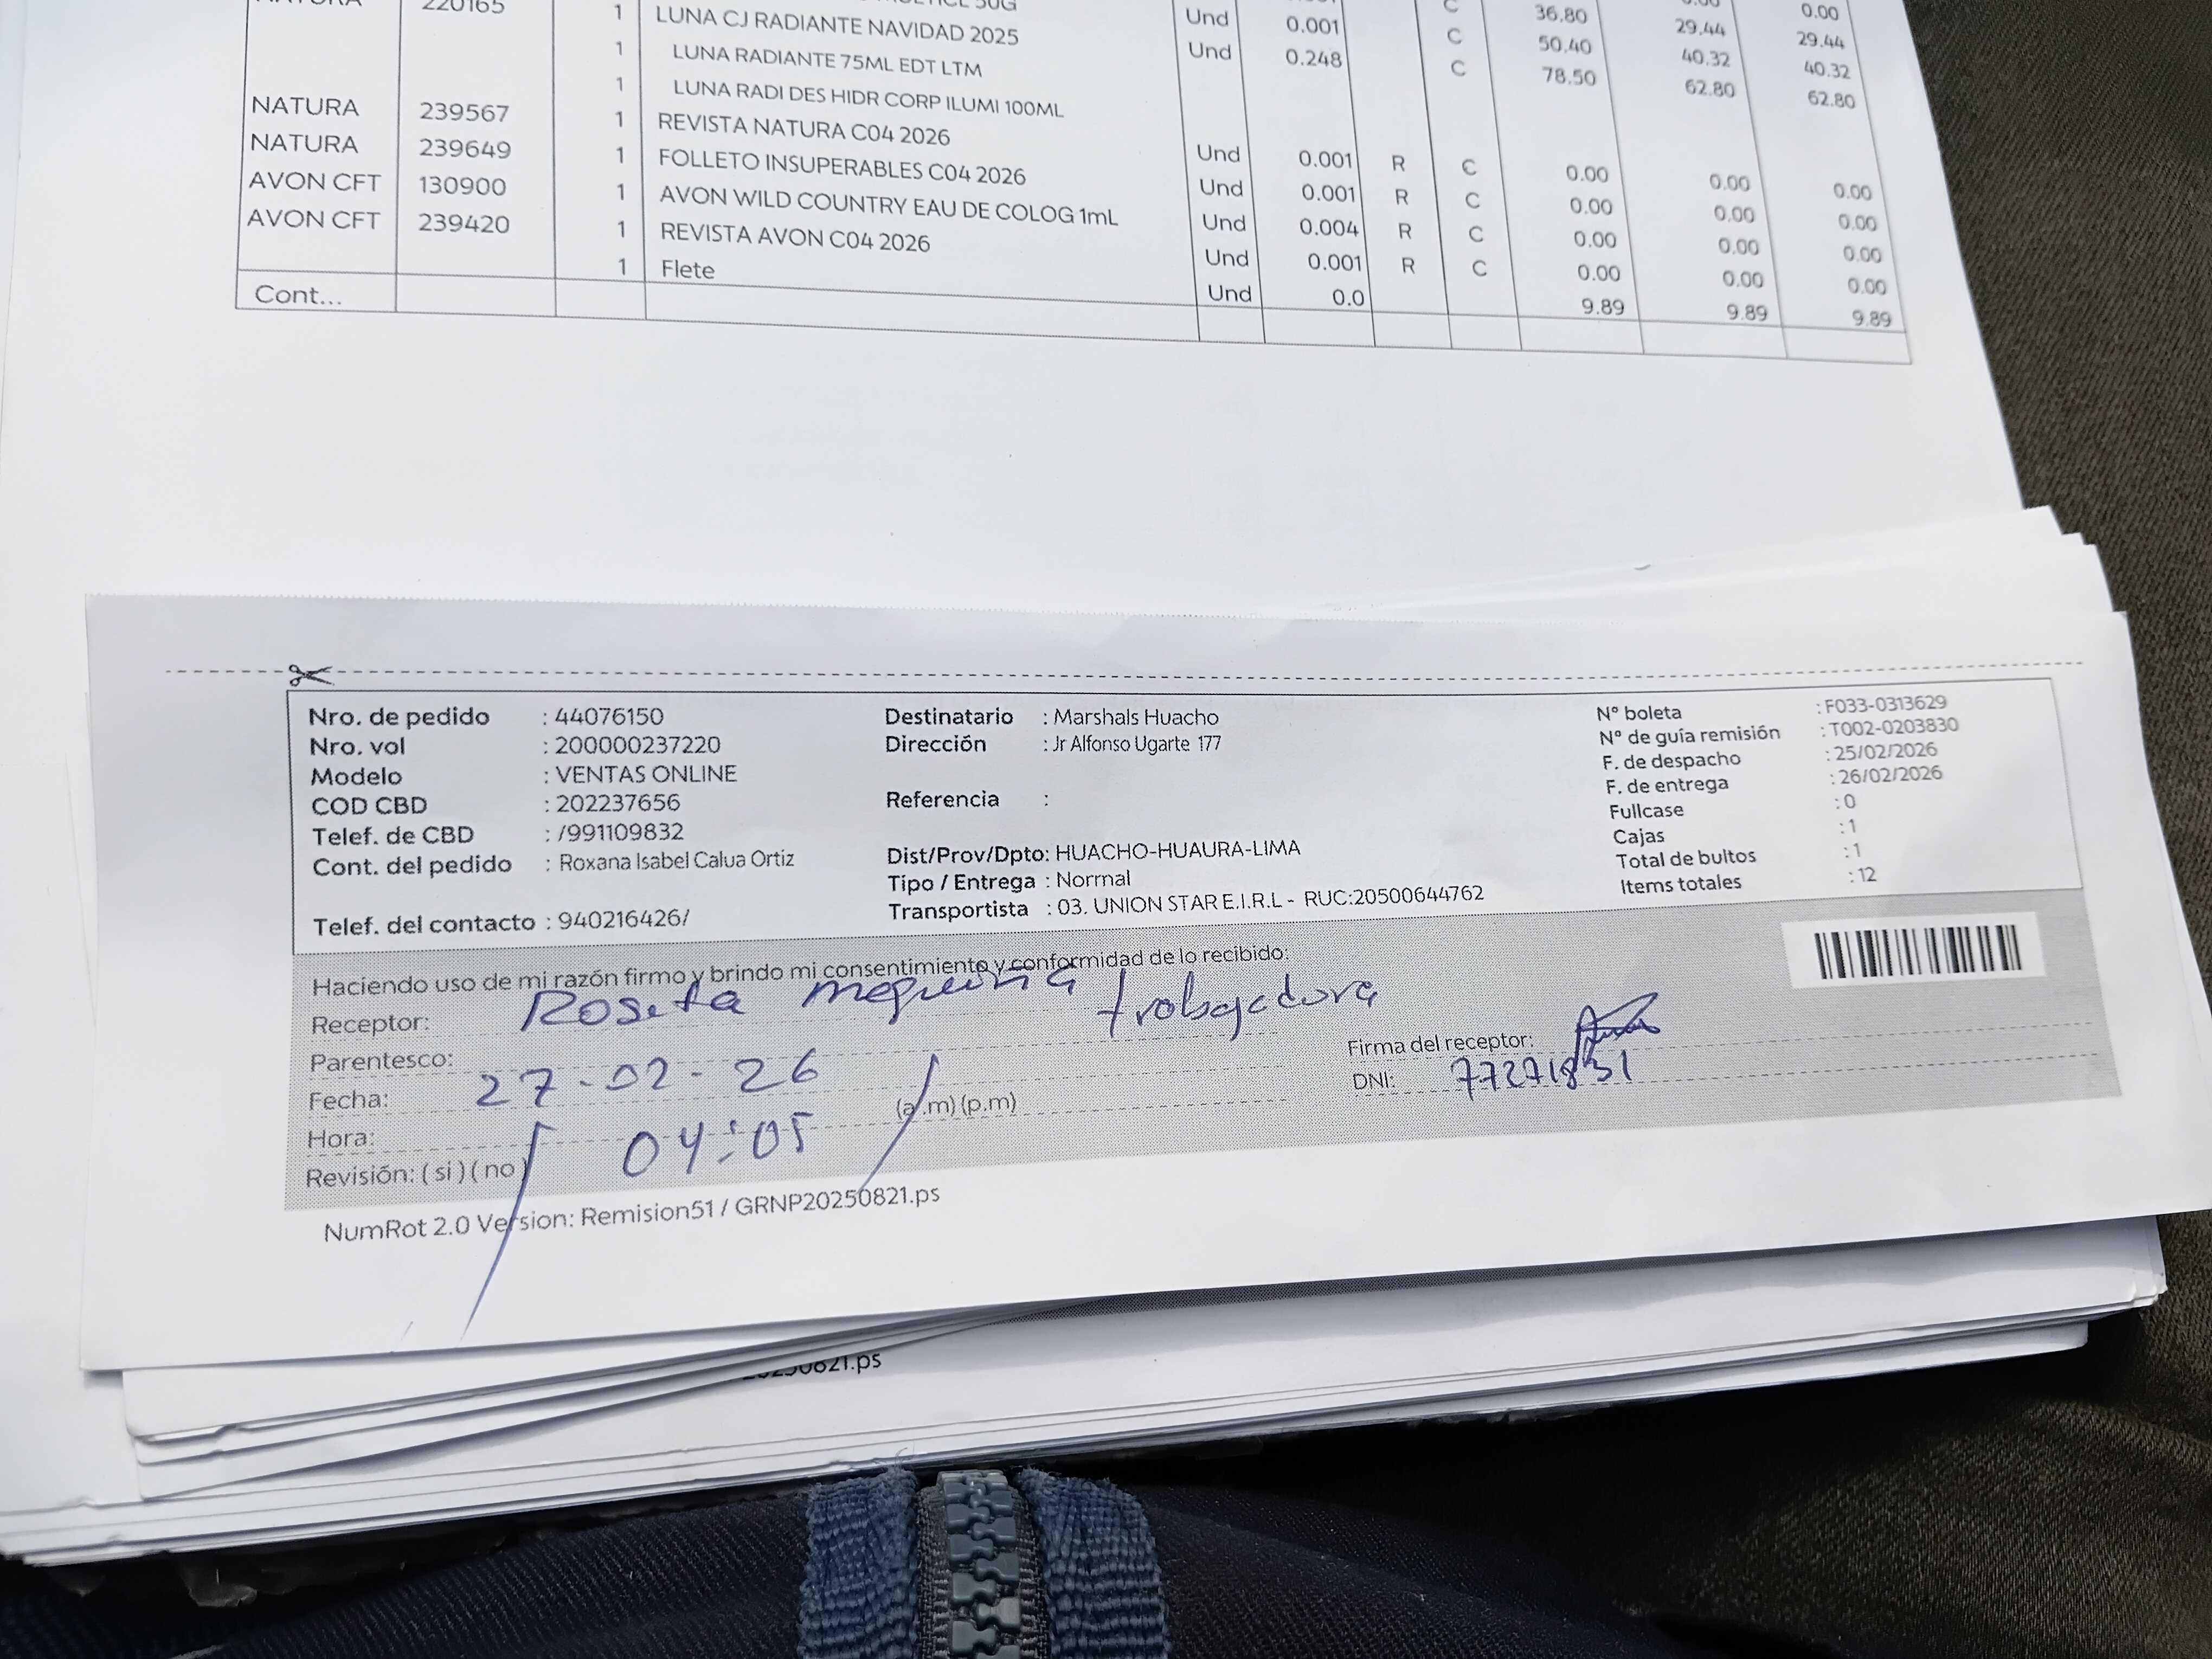 220165 1 LUNA CJ RADIANTE NAVIDAD 2025 Und 0.001 C 36.80 29.44 29.44
1 LUNA RADIANTE 75ML EDT LTM Und 0.248 C 50.40 40.32 40.32
1 LUNA RADI DES HIDR CORP ILUMI 100ML C 78.50 62.80 62.80
NATURA 239567 1 REVISTA NATURA C04 2026 Und 0.001 R C 0.00 0.00 0.00
NATURA 239649 1 FOLLETO INSUPERABLES C04 2026 Und 0.001 R C 0.00 0.00 0.00
AVON CFT 130900 1 AVON WILD COUNTRY EAU DE COLOG 1mL Und 0.004 R C 0.00 0.00 0.00
AVON CFT 239420 1 REVISTA AVON C04 2026 Und 0.001 R C 0.00 0.00 0.00
1 Flete Und 0.0 9.89 9.89 9.89
Cont...
Nro. de pedido : 44076150 Destinatario : Marshals Huacho N° boleta : F033-0313629
Nro. vol : 200000237220 Dirección : Jr Alfonso Ugarte 177 N° de guía remisión : T002-0203830
Modelo : VENTAS ONLINE F. de despacho : 25/02/2026
COD CBD : 202237656 Referencia : F. de entrega : 26/02/2026
Telef. de CBD : /991109832 Fullcase : 0
Cont. del pedido : Roxana Isabel Calua Ortiz Dist/Prov/Dpto: HUACHO-HUAURA-LIMA Cajas : 1
Tipo / Entrega : Normal Total de bultos : 1
Telef. del contacto : 940216426/ Transportista : 03. UNION STAR E.I.R.L - RUC:20500644762 Items totales : 12
Haciendo uso de mi razón firmo y brindo mi consentimiento y conformidad de lo recibido:
Receptor: Roseta trabajadora
Parentesco: Firma del receptor:
Fecha: 27-02-26 DNI: 77271831
Hora: 04:05 (a.m) (p.m)
Revisión: ( si ) ( no )
NumRot 2.0 Version: Remision51 / GRNP20250821.ps
20250821.ps